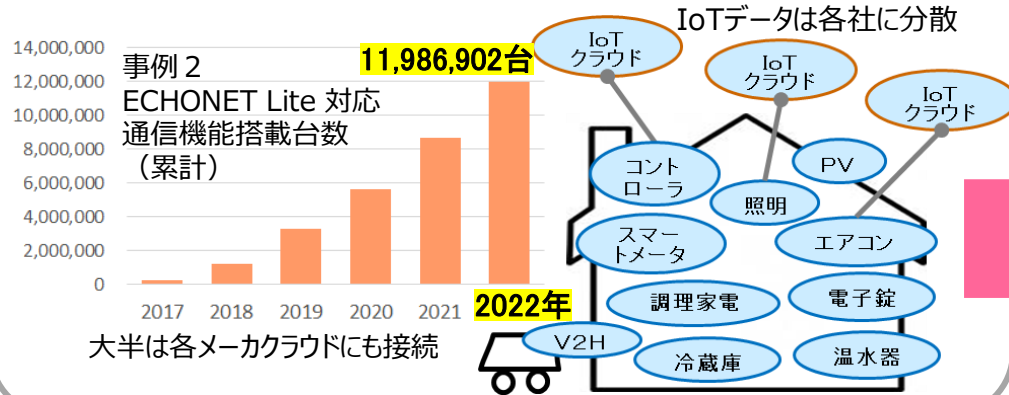 IoTデータは各社に分散
14,000,000
12,000,000
10,000,000
8,000,000
6,000,000
4,000,000
2,000,000
0
事例２
ECHONET Lite 対応
通信機能搭載台数
（累計）
11,986,902台
2017
2018
2019
2020
2021
2022年
大半は各メーカクラウドにも接続
IoT
クラウド
IoT
クラウド
IoT
クラウド
コント
ローラ
照明
PV
スマー
トメータ
エアコン
調理家電
電子錠
V2H
冷蔵庫
温水器